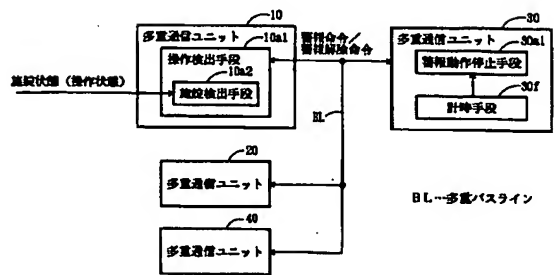 10
多重通信ユニット
10a1
操作検出手段
10a2
施錠検出手段
施錠状態（操作状態）
警報命令／
警報解除命令
30
多重通信ユニット
30a1
警報動作停止手段
30f
計時手段
BL
20
多重通信ユニット
40
多重通信ユニット
BL…多重バスライン